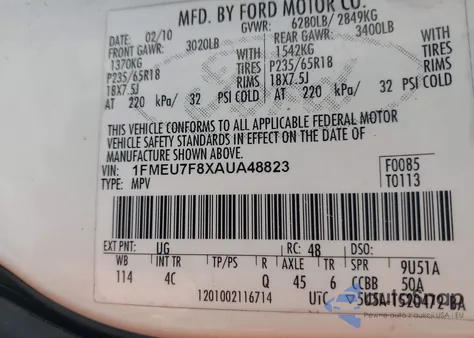 MFD. BY FORD MOTOR CO.
DATE: 02/10 GVWR: 6280LB/ 2849KG
FRONT GAWR: 3020LB REAR GAWR: 3400LB
1370KG 1542KG
P235/65R18 TIRES P235/65R18 TIRES
18X7.5J RIMS 18X7.5J RIMS
AT 220 kPa/ 32 PSI COLD AT 220 kPa/ 32 PSI COLD
THIS VEHICLE CONFORMS TO ALL APPLICABLE FEDERAL MOTOR
VEHICLE SAFETY STANDARDS IN EFFECT ON THE DATE OF
MANUFACTURE SHOWN ABOVE.
VIN: 1FMEU7F8XAUA48823 F0085
TYPE: MPV T0113
EXT PNT: UG RC: 48 DSO:
WB INT TR TP/PS R AXLE TR SPR 9U51A
114 4C Q 45 6 CCBB 50A
1201002116714 UTC